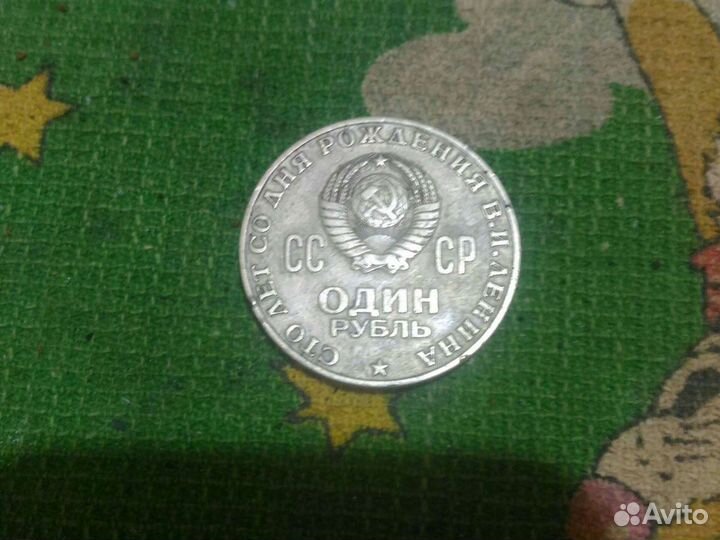 СТО ЛЕТ СО ДНЯ РОЖДЕНИЯ В.И.ЛЕНИНА
СС СР
ОДИН
РУБЛЬ
Avito